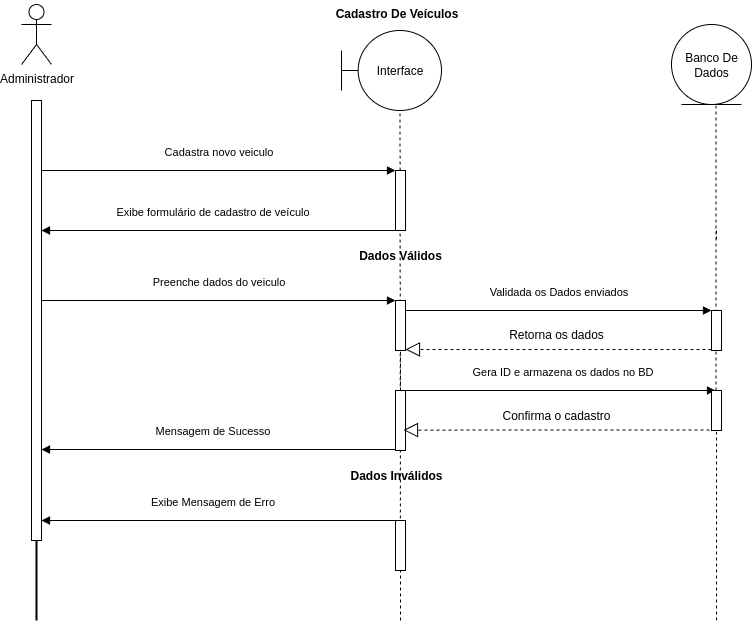 Cadastro De Veículos
Administrador
Interface
Banco De
Dados
Cadastra novo veiculo
Exibe formulário de cadastro de veículo
Dados Válidos
Preenche dados do veiculo
Validada os Dados enviados
Retorna os dados
Gera ID e armazena os dados no BD
Confirma o cadastro
Mensagem de Sucesso
Dados Inválidos
Exibe Mensagem de Erro